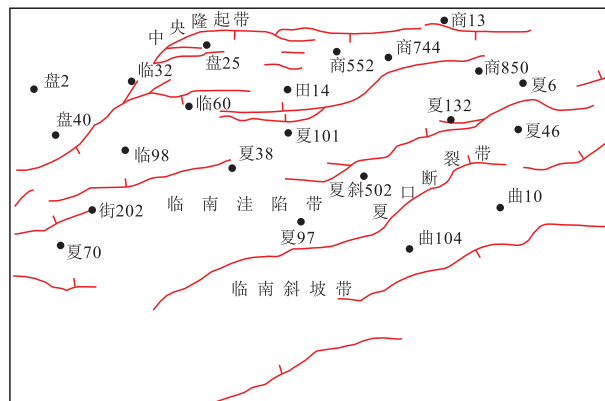 中央隆起带
商13
盘25
商552
商744
盘2
临32
商850
夏6
田14
临60
夏132
盘40
夏101
夏46
临98
夏38
夏斜502
夏口断裂带
临南洼陷带
街202
曲10
夏97
夏70
曲104
临南斜坡带